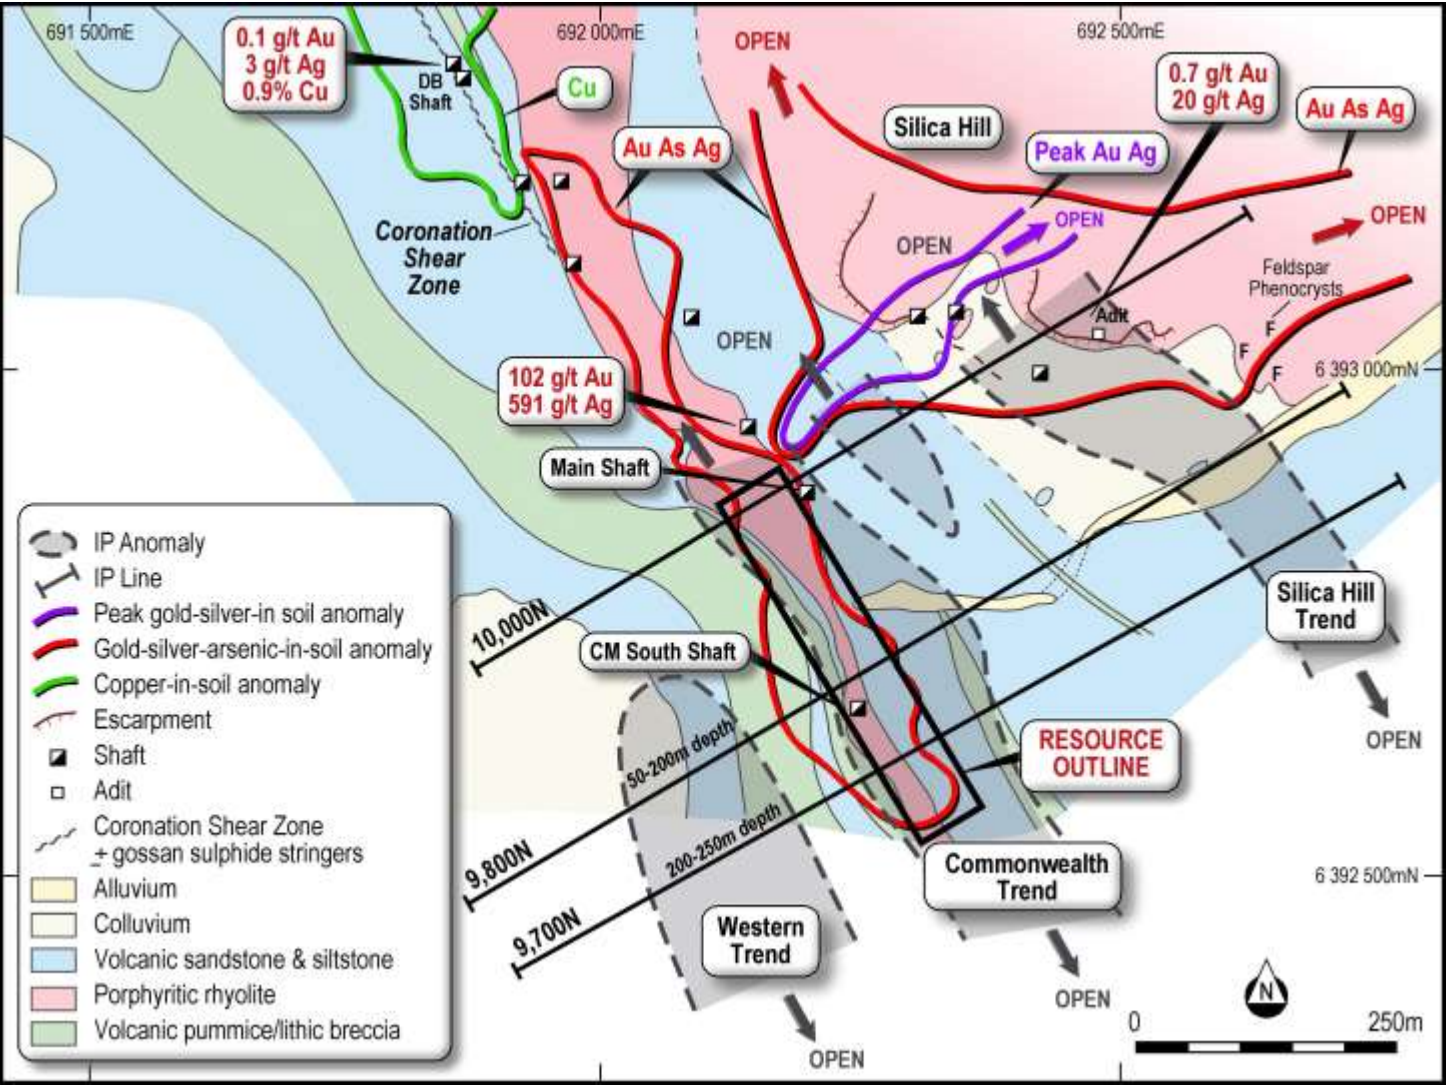 691 500mE
692 000mE
692 500mE
0.1 g/t Au
3 g/t Ag
0.9% Cu
DB
Shaft
Cu
OPEN
Silica Hill
0.7 g/t Au
20 g/t Ag
Au As Ag
Au As Ag
Peak Au Ag
Coronation
Shear
Zone
OPEN
OPEN
OPEN
Feldspar
Phenocrysts
Adit
F
F
F
OPEN
6 393 000mN
102 g/t Au
591 g/t Ag
Main Shaft
10,000N
CM South Shaft
Silica Hill
Trend
OPEN
50-200m depth
RESOURCE
OUTLINE
200-250m depth
9,800N
9,700N
Commonwealth
Trend
6 392 500mN
Western
Trend
OPEN
OPEN
N
0
250m
IP Anomaly
IP Line
Peak gold-silver-in soil anomaly
Gold-silver-arsenic-in-soil anomaly
Copper-in-soil anomaly
Escarpment
Shaft
Adit
Coronation Shear Zone
± gossan sulphide stringers
Alluvium
Colluvium
Volcanic sandstone & siltstone
Porphyritic rhyolite
Volcanic pummice/lithic breccia